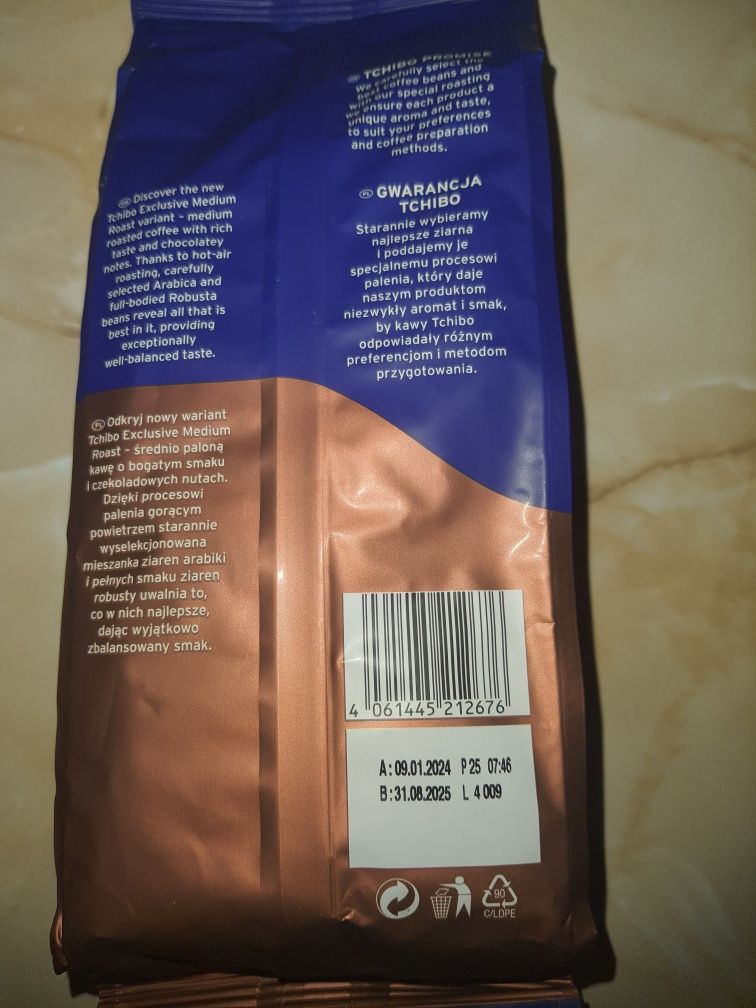 GB Discover the new
Tchibo Exclusive Medium
Roast variant – medium
roasted coffee with rich
taste and chocolatey
notes. Thanks to hot-air
roasting, carefully
selected Arabica and
full-bodied Robusta
beans reveal all that is
best in it, providing
exceptionally
well-balanced taste.
PL Odkryj nowy wariant
Tchibo Exclusive Medium
Roast – średnio paloną
kawę o bogatym smaku
i czekoladowych nutach.
Dzięki procesowi
palenia gorącym
powietrzem starannie
wyselekcjonowana
mieszanka ziaren arabiki
i pełnych smaku ziaren
robusty uwalnia to,
co w nich najlepsze,
dając wyjątkowo
zbalansowany smak.
TCHIBO PROMISE
We carefully select the
best coffee beans and
with our special roasting
we ensure each product a
unique aroma and taste,
to suit your preferences
and coffee preparation
methods.
PL GWARANCJA
TCHIBO
Starannie wybieramy
najlepsze ziarna
i poddajemy je
specjalnemu procesowi
palenia, który daje
naszym produktom
niezwykły aromat i smak,
by kawy Tchibo
odpowiadały różnym
preferencjom i metodom
przygotowania.
4 061445 212676
A: 09.01.2024 P25 07:46
B: 31.08.2025 L 4 009
90
C/LDPE